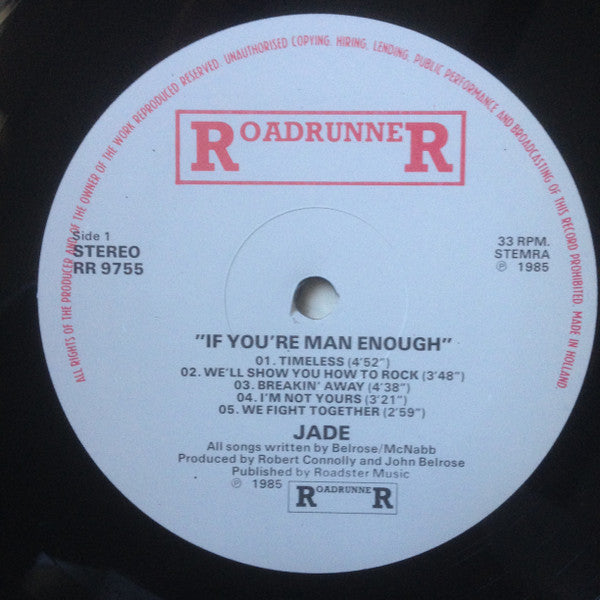 ALL RIGHTS OF THE PRODUCER AND OF THE OWNER OF THE WORK REPRODUCED RESERVED. UNAUTHORISED COPYING, HIRING, LENDING, PUBLIC PERFORMANCE AND BROADCASTING OF THIS RECORD PROHIBITED. MADE IN HOLLAND
ROADRUNNER
Side 1
STEREO
RR 9755
33 RPM.
STEMRA
℗ 1985
"IF YOU'RE MAN ENOUGH"
01. TIMELESS (4'52")
02. WE'LL SHOW YOU HOW TO ROCK (3'48")
03. BREAKIN' AWAY (4'38")
04. I'M NOT YOURS (3'21")
05. WE FIGHT TOGETHER (2'59")
JADE
All songs written by Belrose/McNabb
Produced by Robert Connolly and John Belrose
Published by Roadster Music
℗ 1985 ROADRUNNER